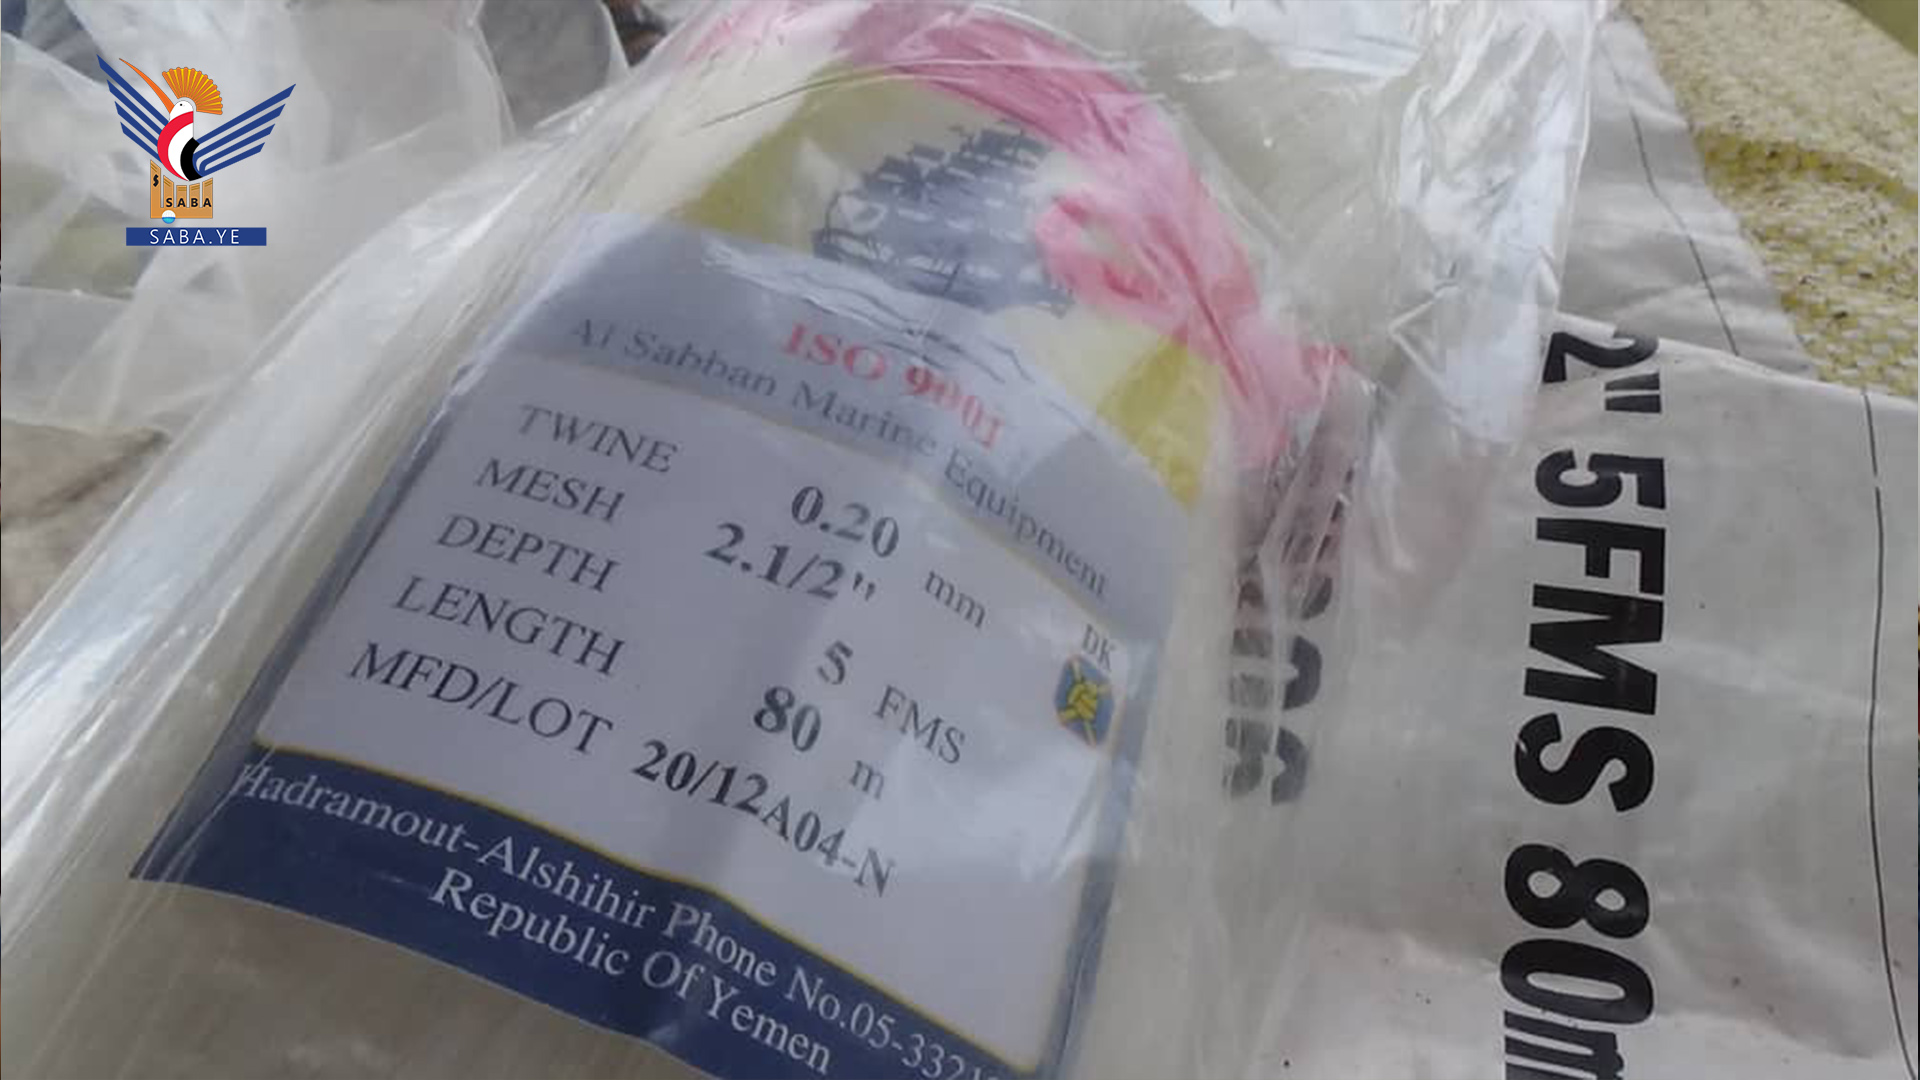 SABA
SABA.YE
ISO 9001
Al Sabban Marine Equipment
TWINE 0.20 mm
MESH 2.1/2"
DEPTH 5 FMS
LENGTH 80 m
MFD/LOT 20/12A04-N
DK
Hadramout-Alshihir Phone No.05-332
Republic Of Yemen
2" 5FMS 80m